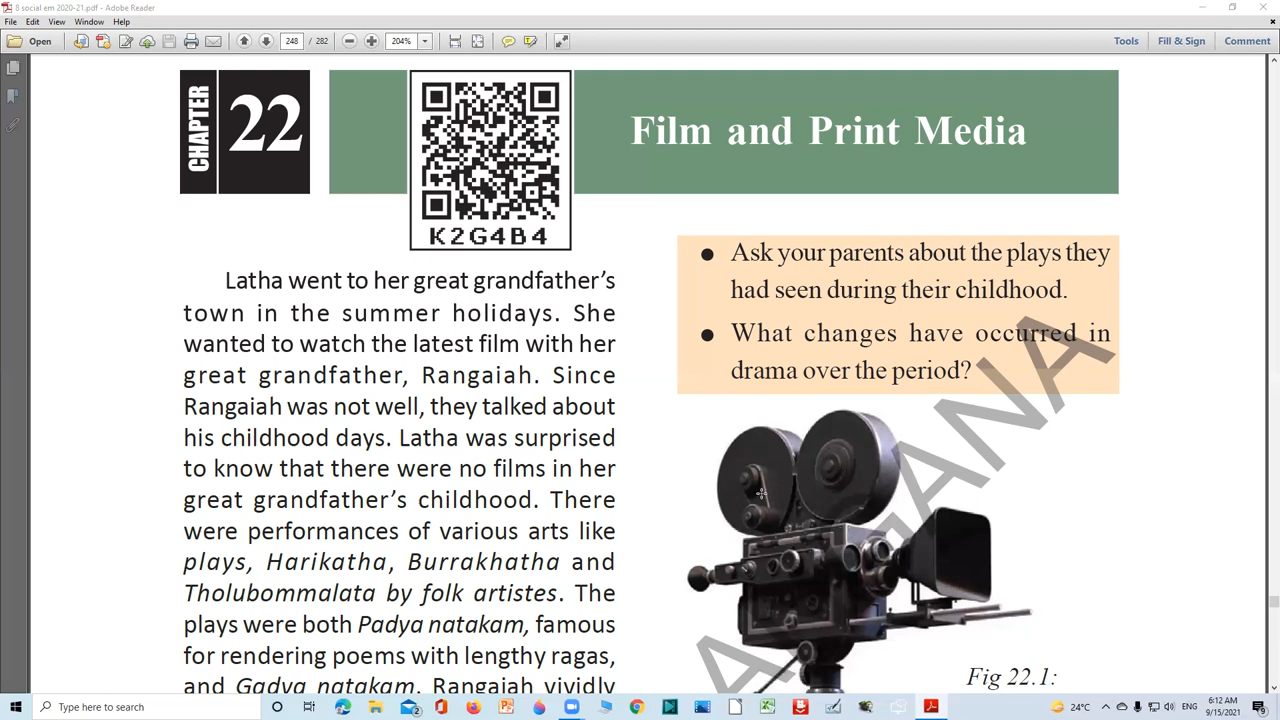 8 social em 2020-21.pdf - Adobe Reader
File Edit View Window Help
Open 248 / 282 204% Tools Fill & Sign Comment
CHAPTER
22
K2G4B4
Film and Print Media
Latha went to her great grandfather's
town in the summer holidays. She
wanted to watch the latest film with her
great grandfather, Rangaiah. Since
Rangaiah was not well, they talked about
his childhood days. Latha was surprised
to know that there were no films in her
great grandfather's childhood. There
were performances of various arts like
plays, Harikatha, Burrakhatha and
Tholubommalata by folk artistes. The
plays were both Padya natakam, famous
for rendering poems with lengthy ragas,
and Gadya natakam. Rangaiah vividly
● Ask your parents about the plays they
had seen during their childhood.
● What changes have occurred in
drama over the period?
Fig 22.1:
Type here to search
24°C
ENG
6:12 AM
9/15/2021